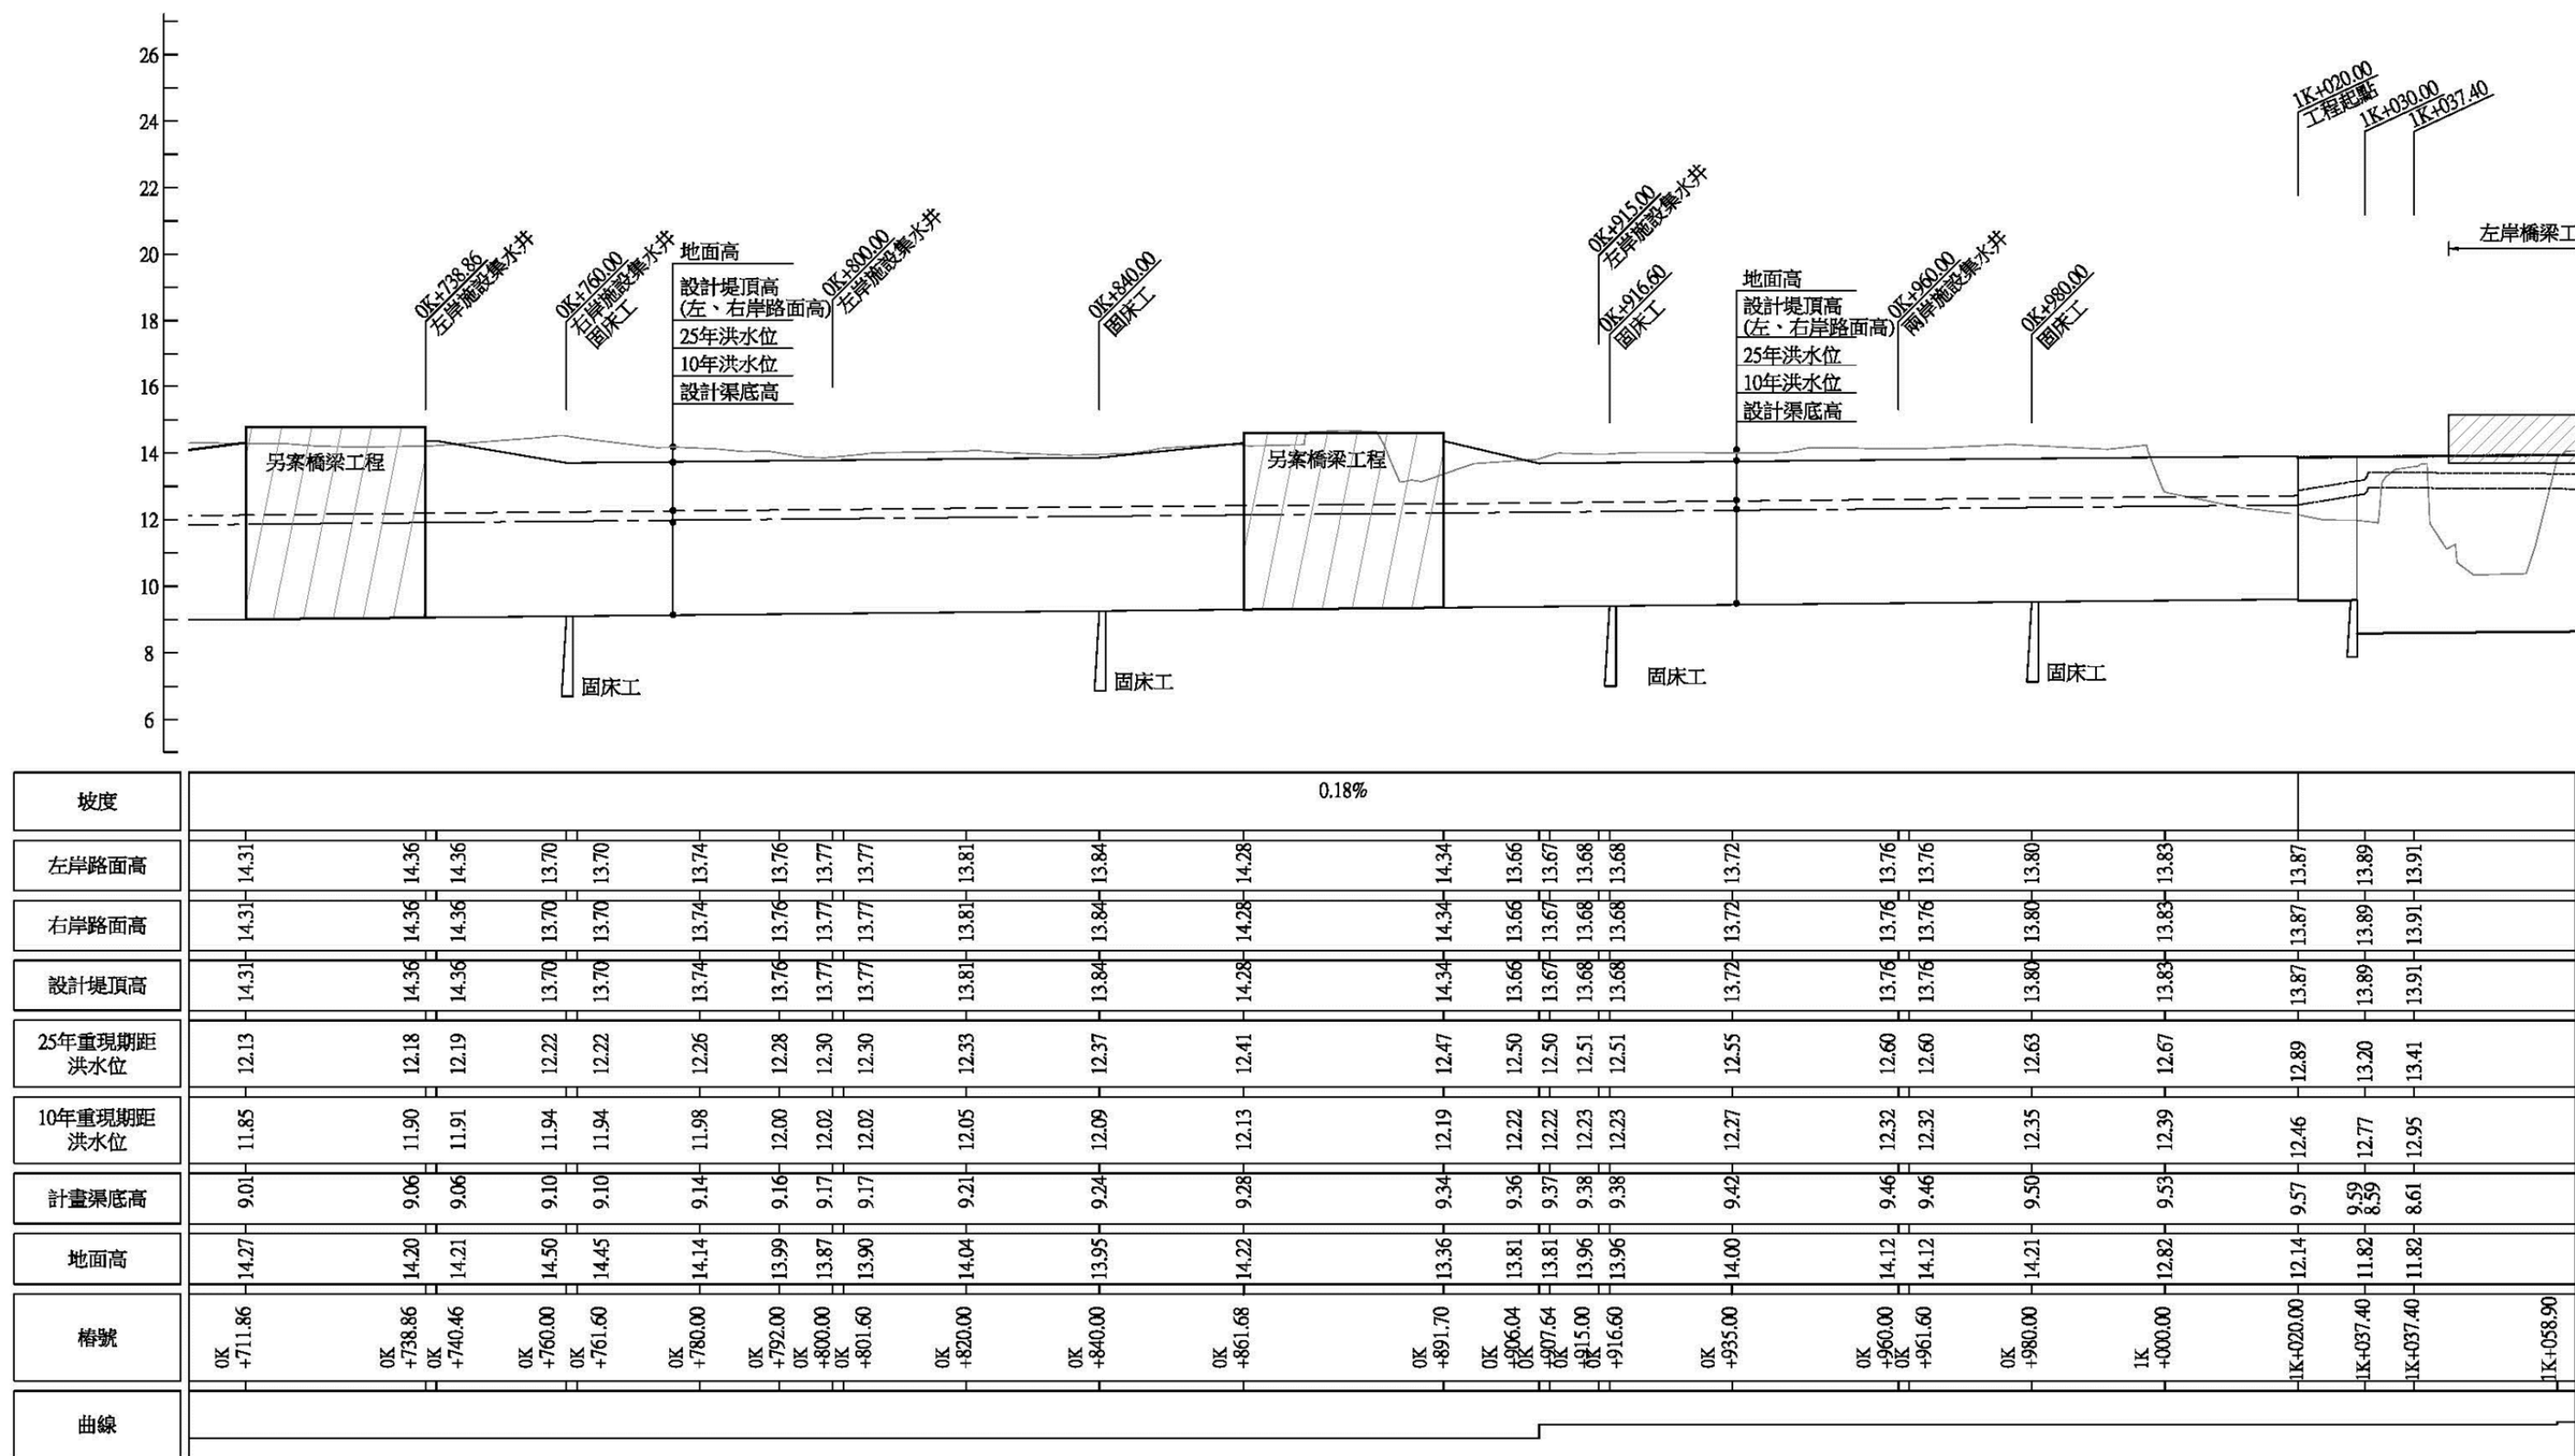 26
24
22
20
18
16
14
12
10
8
6
0K+738.86
左岸施設集水井
0K+760.00
右岸施設集水井
固床工
地面高
設計堤頂高
(左、右岸路面高)
25年洪水位
10年洪水位
設計渠底高
0K+800.00
左岸施設集水井
0K+840.00
固床工
0K+915.00
左岸施設集水井
0K+916.60
固床工
地面高
設計堤頂高
(左、右岸路面高)
25年洪水位
10年洪水位
設計渠底高
0K+960.00
兩岸施設集水井
0K+980.00
固床工
1K+020.00
工程起點
1K+030.00
1K+037.40
左岸橋梁工
另案橋梁工程
另案橋梁工程
固床工
固床工
固床工
固床工
坡度
0.18%
左岸路面高
14.31 14.36 14.36 13.70 13.70 13.74 13.76 13.77 13.77 13.81 13.84 14.28 14.34 13.66 13.67 13.68 13.68 13.72 13.76 13.76 13.80 13.83 13.87 13.89 13.91
右岸路面高
14.31 14.36 14.36 13.70 13.70 13.74 13.76 13.77 13.77 13.81 13.84 14.28 14.34 13.66 13.67 13.68 13.68 13.72 13.76 13.76 13.80 13.83 13.87 13.89 13.91
設計堤頂高
14.31 14.36 14.36 13.70 13.70 13.74 13.76 13.77 13.77 13.81 13.84 14.28 14.34 13.66 13.67 13.68 13.68 13.72 13.76 13.76 13.80 13.83 13.87 13.89 13.91
25年重現期距
洪水位
12.13 12.18 12.19 12.22 12.22 12.26 12.28 12.30 12.30 12.33 12.37 12.41 12.47 12.50 12.50 12.51 12.51 12.55 12.60 12.60 12.63 12.67 12.89 13.20 13.41
10年重現期距
洪水位
11.85 11.90 11.91 11.94 11.94 11.98 12.00 12.02 12.02 12.05 12.09 12.13 12.19 12.22 12.22 12.23 12.23 12.27 12.32 12.32 12.35 12.39 12.46 12.77 12.95
計畫渠底高
9.01 9.06 9.06 9.10 9.10 9.14 9.16 9.17 9.17 9.21 9.24 9.28 9.34 9.36 9.37 9.38 9.38 9.42 9.46 9.46 9.50 9.53 9.57 9.59 8.59 8.61
地面高
14.27 14.20 14.21 14.50 14.45 14.14 13.99 13.87 13.90 14.04 13.95 14.22 13.36 13.81 13.81 13.96 13.96 14.00 14.12 14.12 14.21 12.82 12.14 11.82 11.82
樁號
0K +711.86
0K +738.86
0K +740.46
0K +760.00
0K +761.60
0K +780.00
0K +792.00
0K +800.00
0K +801.60
0K +820.00
0K +840.00
0K +861.68
0K +891.70
0K +906.04
0K +907.64
0K +915.00
0K +916.60
0K +935.00
0K +960.00
0K +961.60
0K +980.00
1K +000.00
1K+020.00
1K+037.40
1K+037.40
1K+058.90
曲線